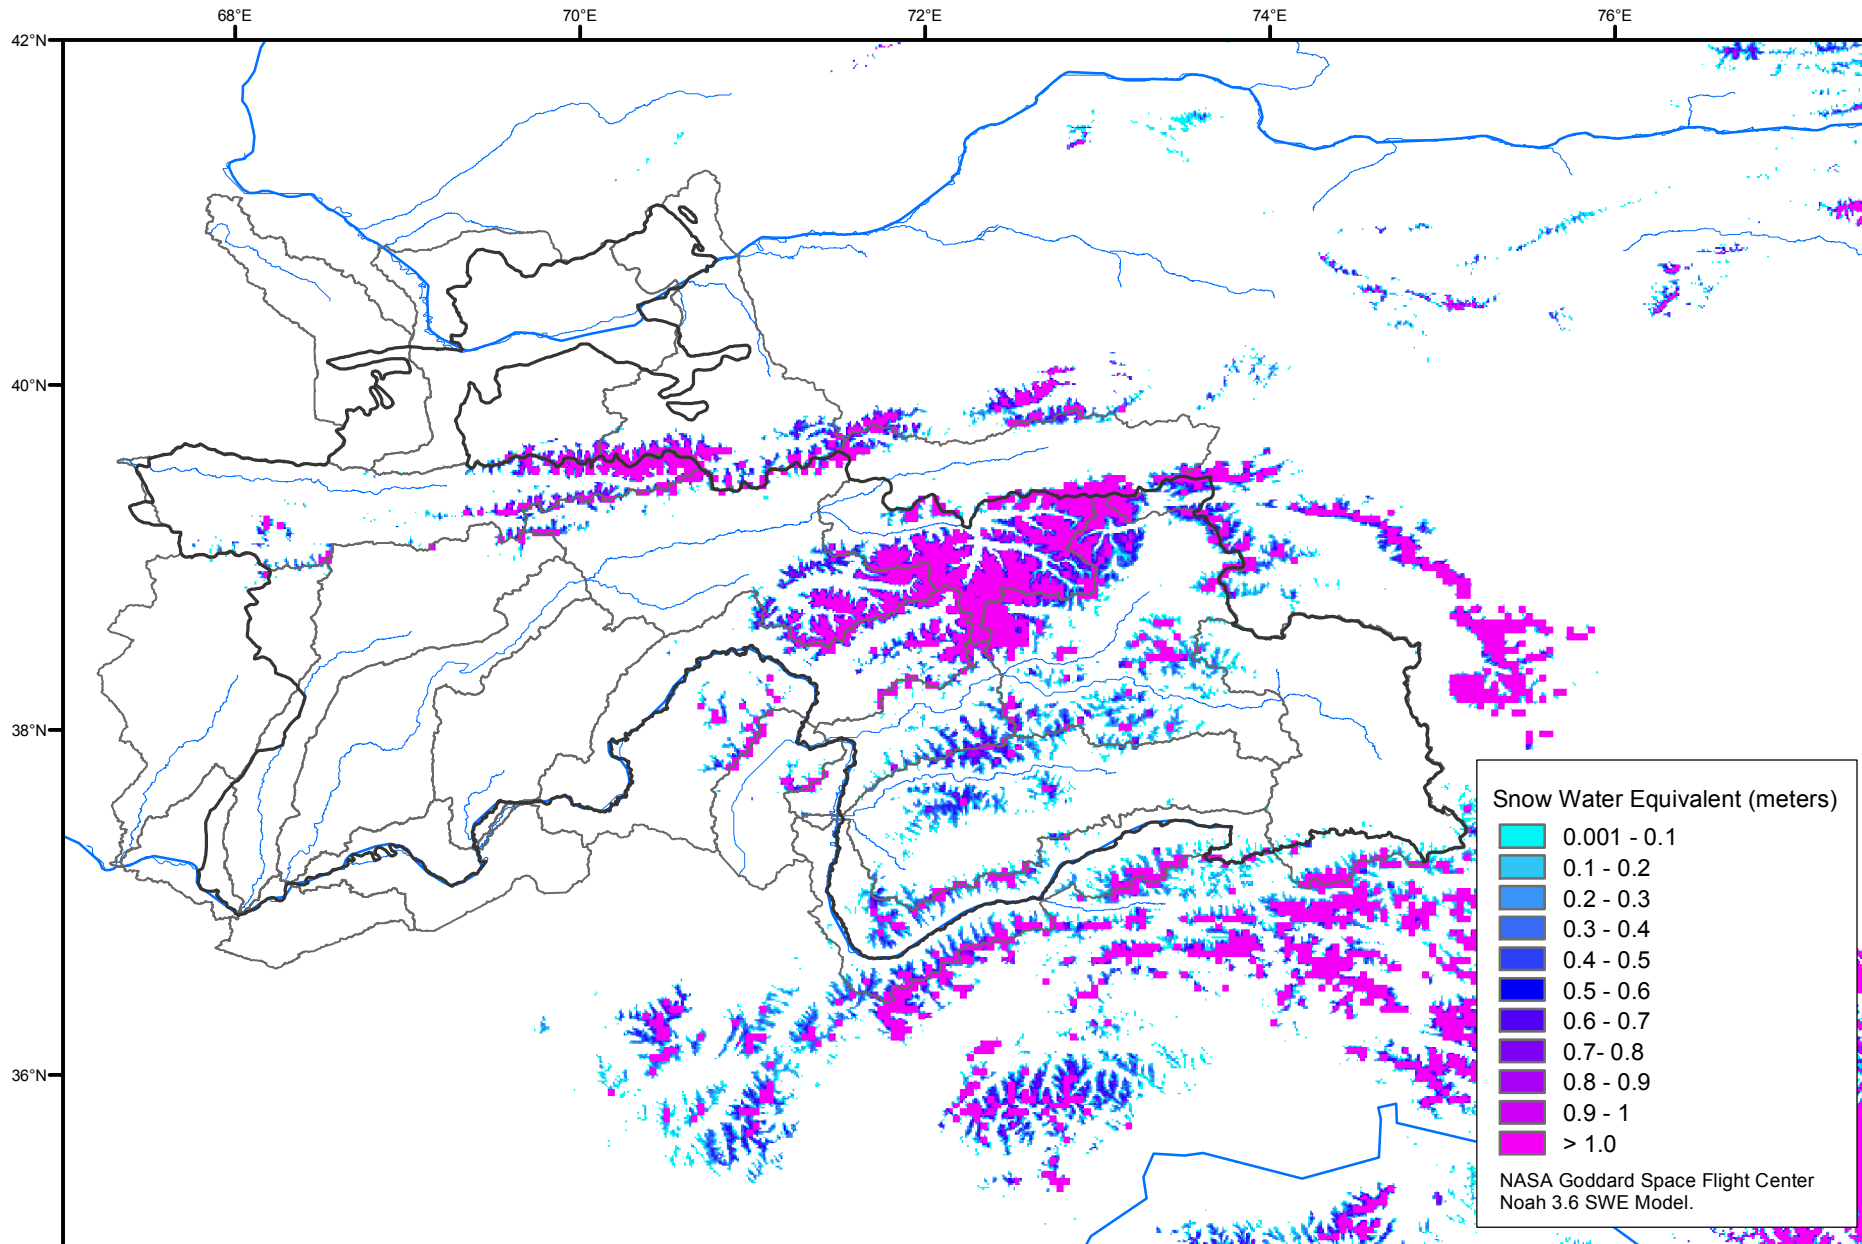 68°E 70°E 72°E 74°E 76°E
42°N
40°N
38°N
36°N
Snow Water Equivalent (meters)
0.001 - 0.1
0.1 - 0.2
0.2 - 0.3
0.3 - 0.4
0.4 - 0.5
0.5 - 0.6
0.6 - 0.7
0.7- 0.8
0.8 - 0.9
0.9 - 1
> 1.0
NASA Goddard Space Flight Center
Noah 3.6 SWE Model.